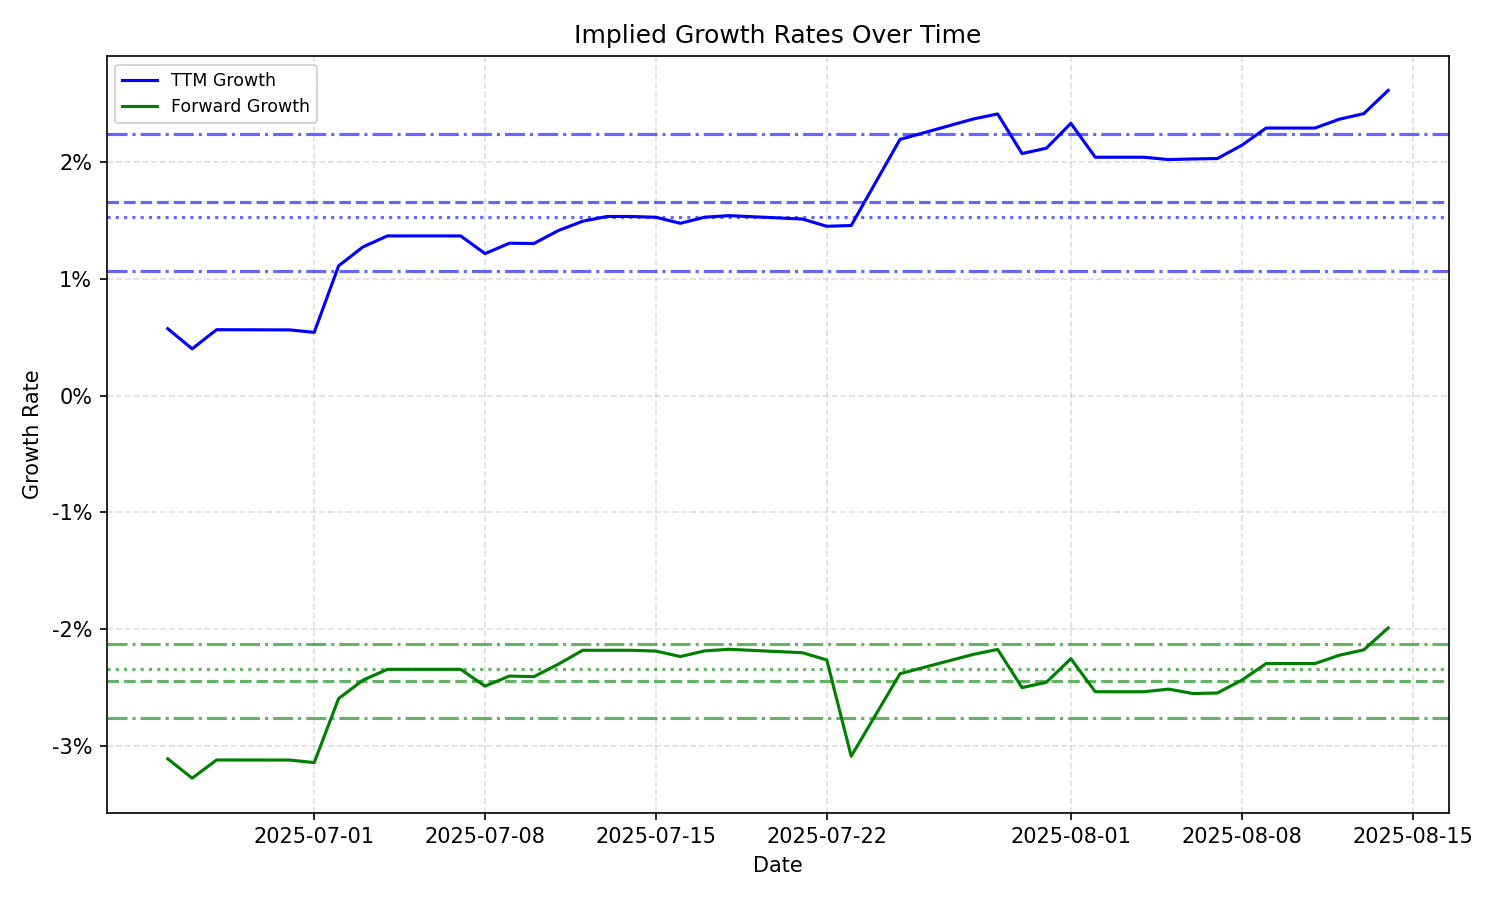 Implied Growth Rates Over Time
TTM Growth
Forward Growth
Growth Rate
2%
1%
0%
-1%
-2%
-3%
2025-07-01
2025-07-08
2025-07-15
2025-07-22
2025-08-01
2025-08-08
2025-08-15
Date